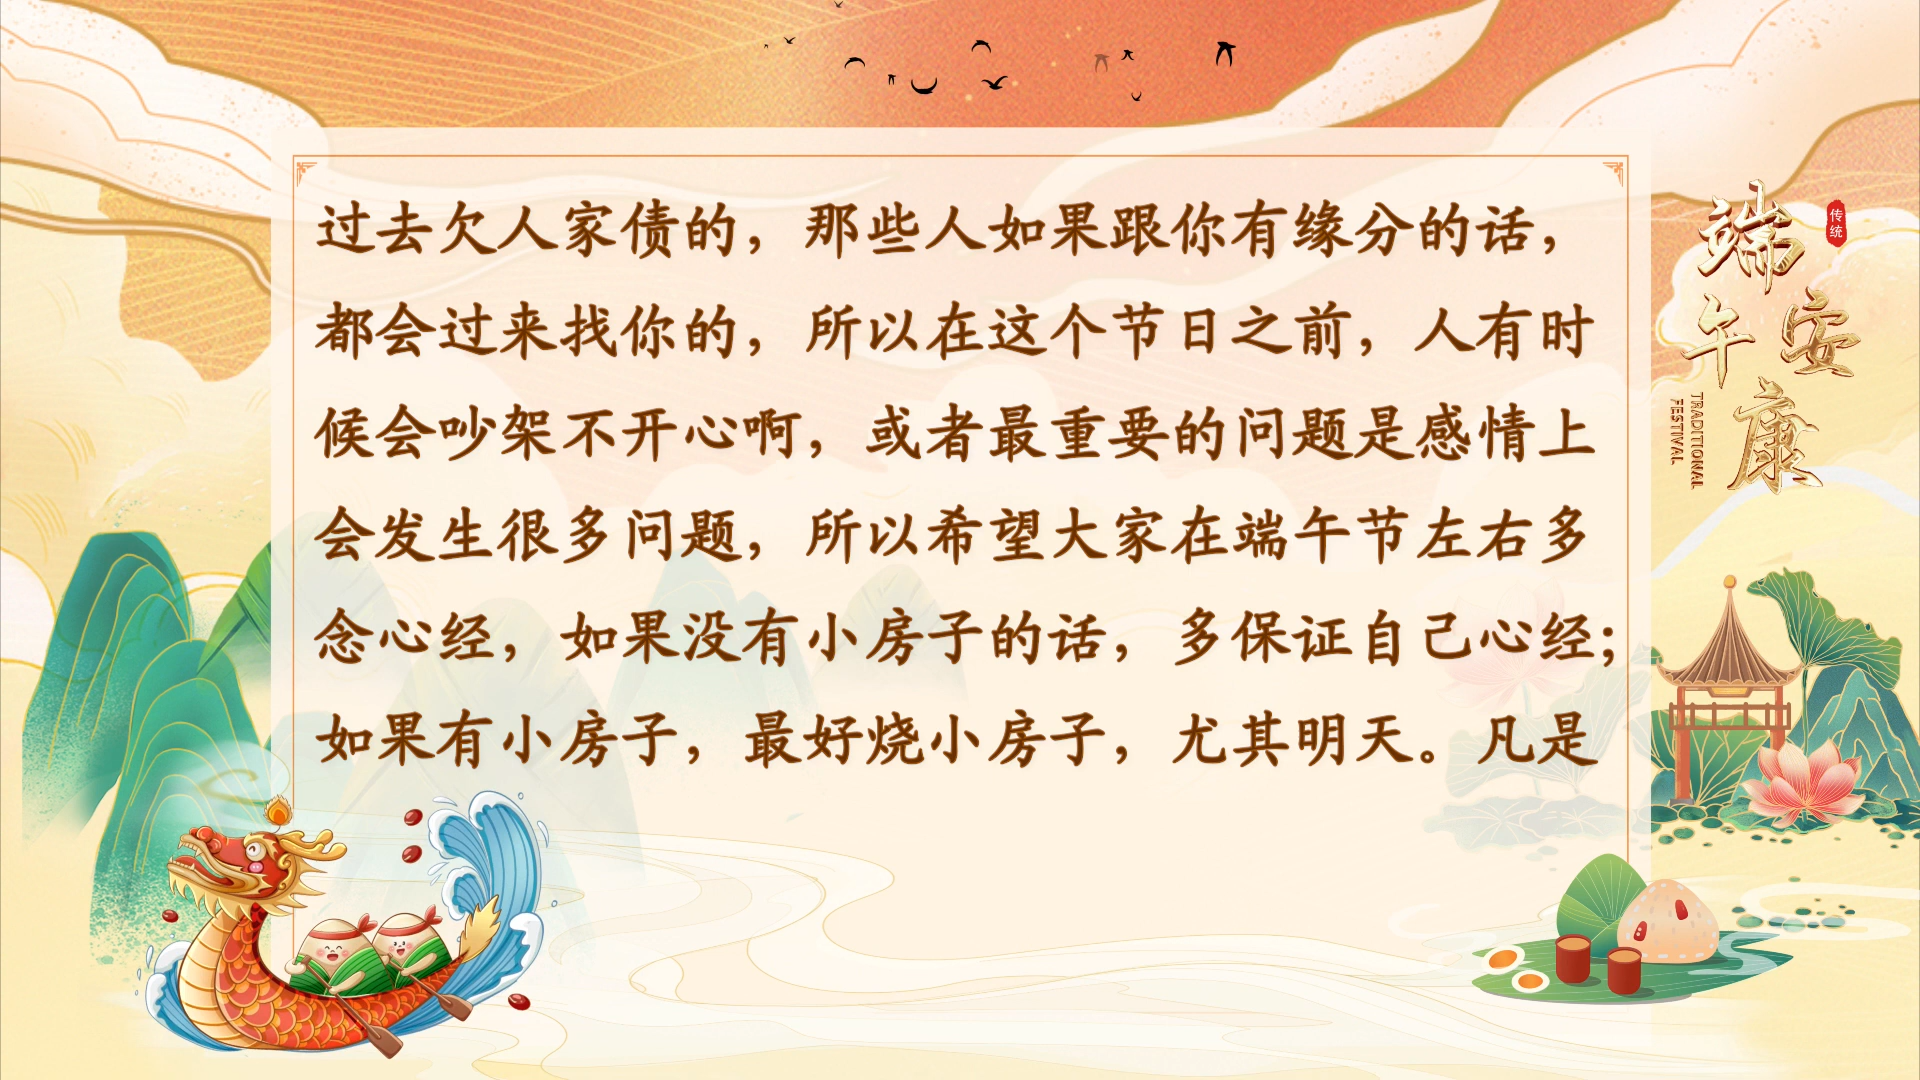 过去欠人家债的，那些人如果跟你有缘分的话，
都会过来找你的，所以在这个节日之前，人有时
候会吵架不开心啊，或者最重要的问题是感情上
会发生很多问题，所以希望大家在端午节左右多
念心经，如果没有小房子的话，多保证自己心经；
如果有小房子，最好烧小房子，尤其明天。凡是
端午安康
传统
TRADITIONAL
FESTIVAL